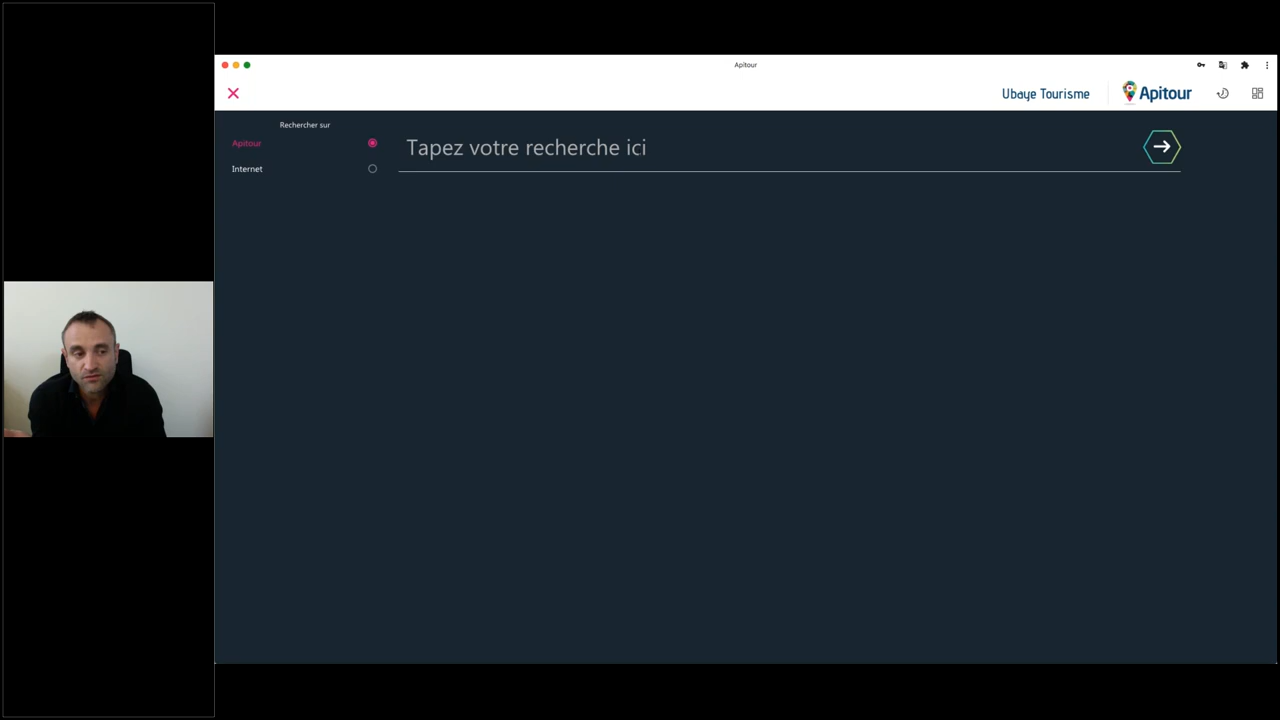 Apitour
Ubaye Tourisme
Apitour
Rechercher sur
Apitour
Internet
Tapez votre recherche ici